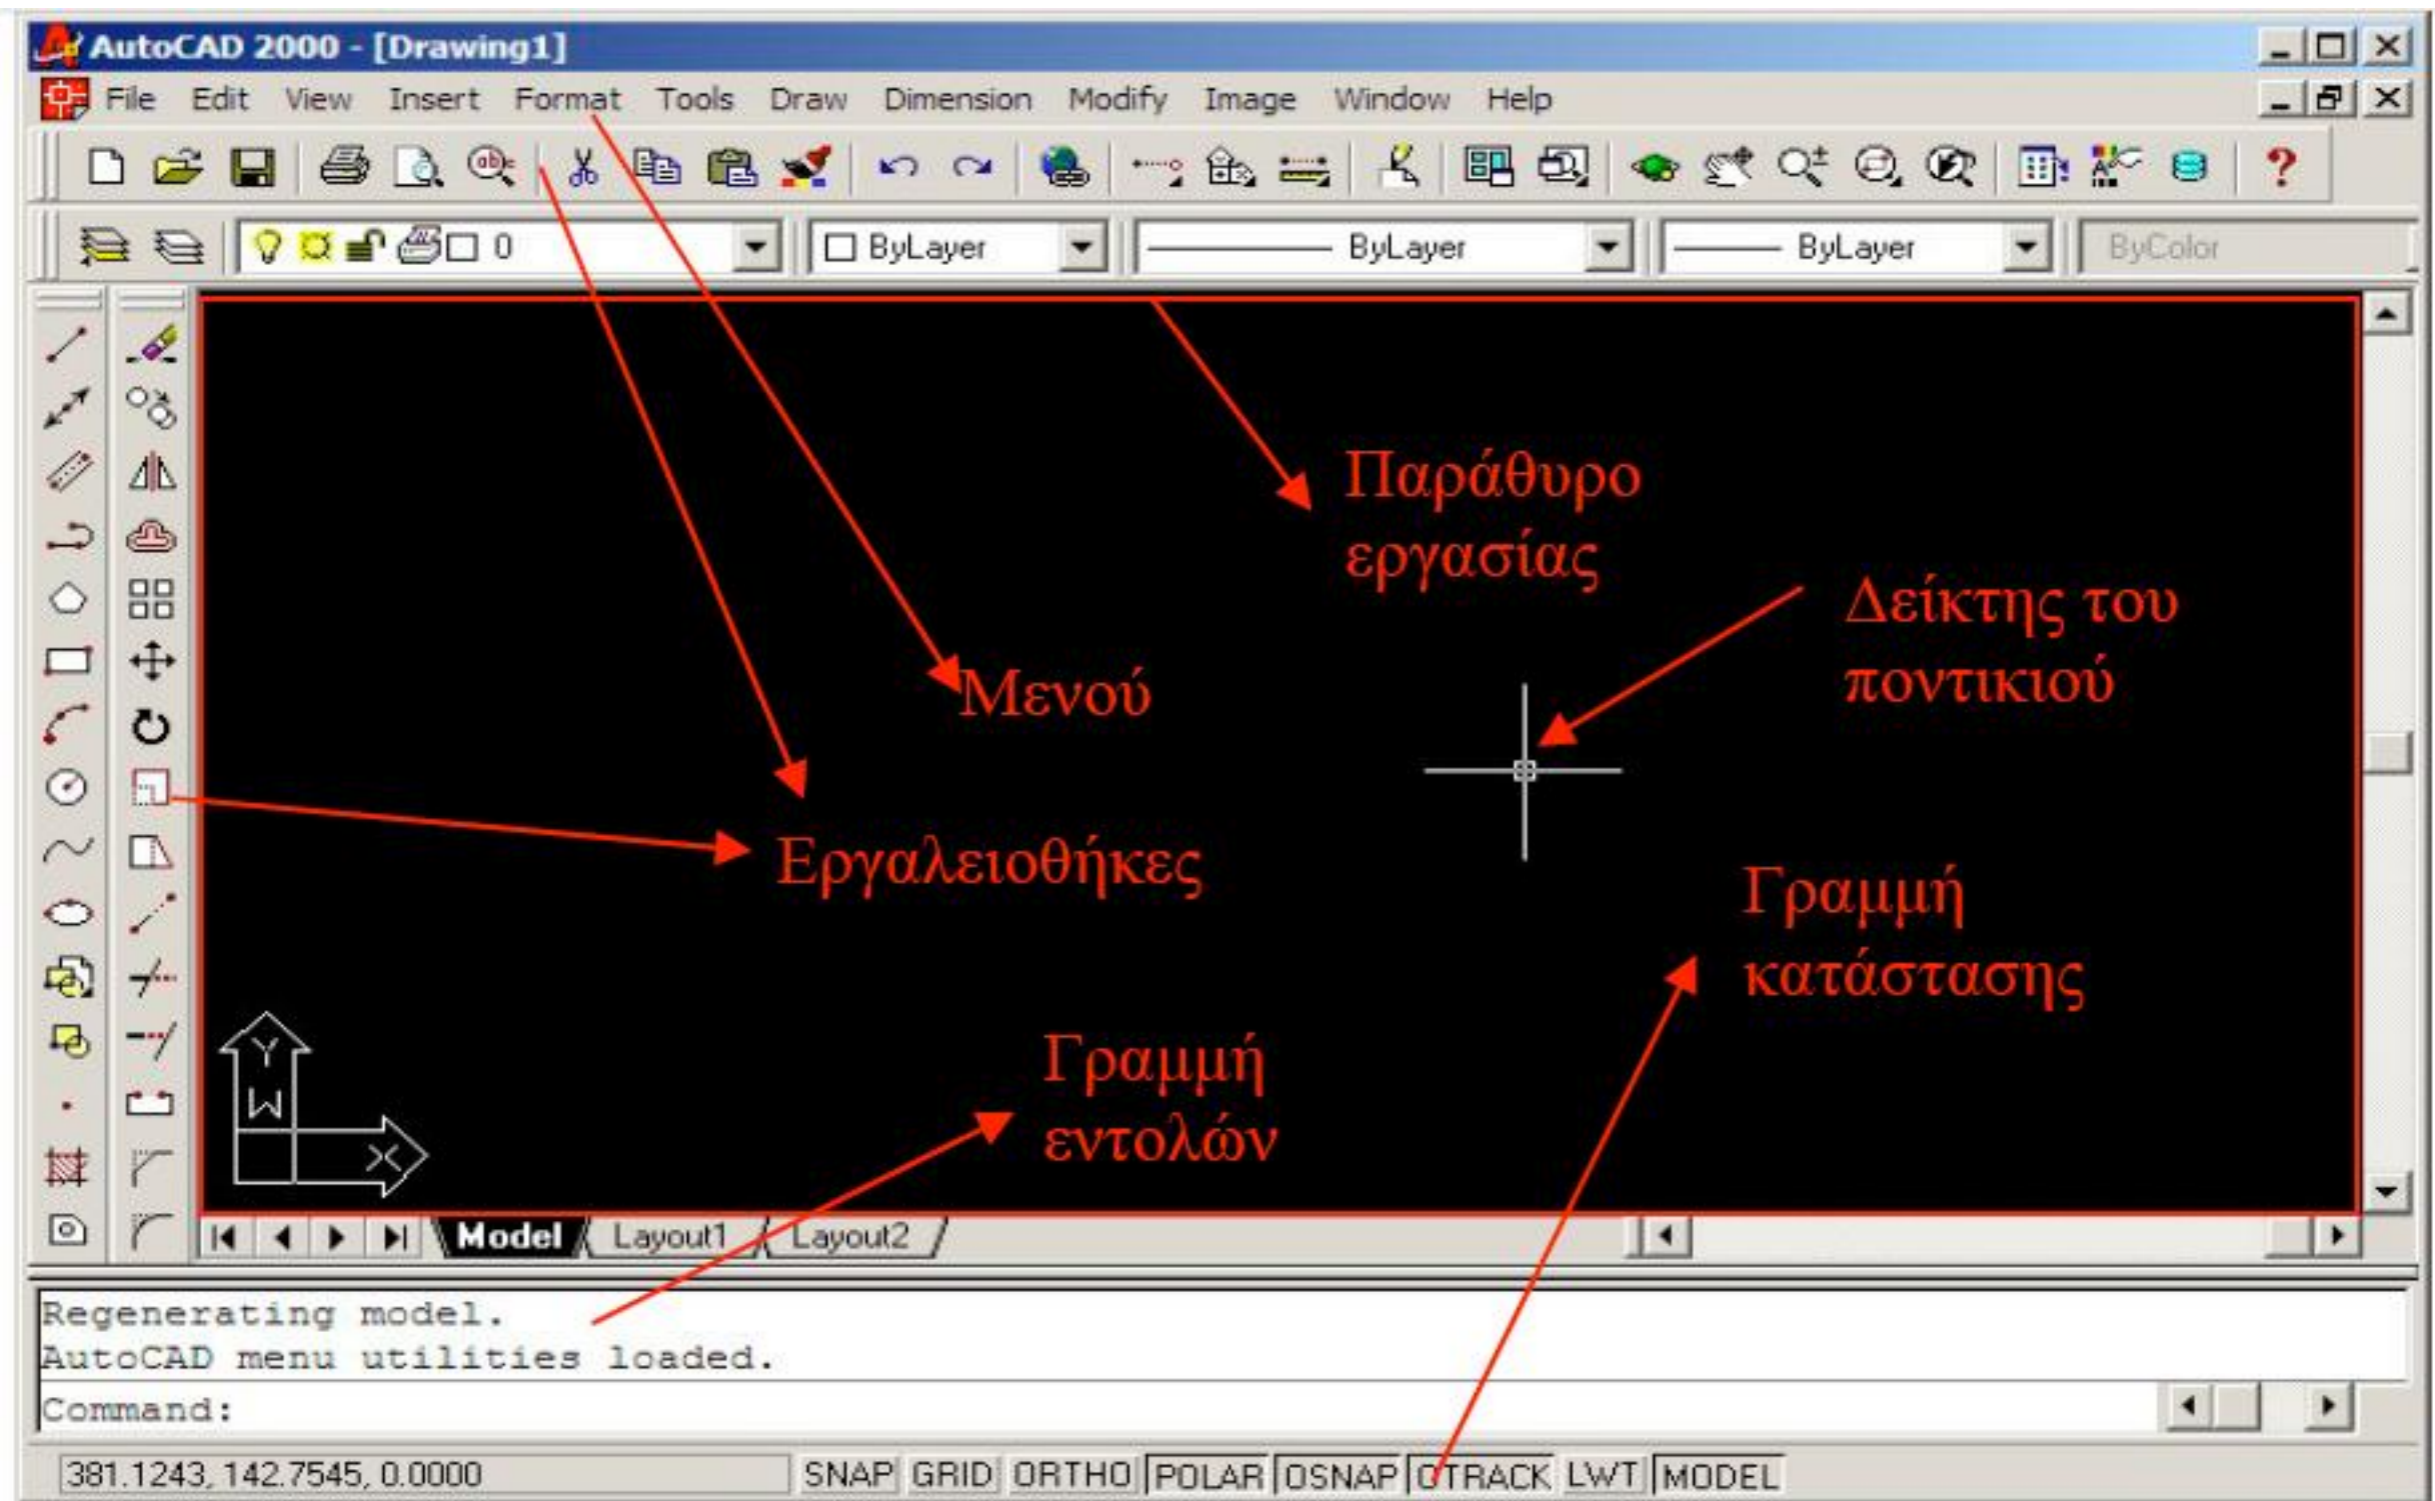 AutoCAD 2000 - [Drawing1]
File Edit View Insert Format Tools Draw Dimension Modify Image Window Help
0 ByLayer ByLayer ByLayer ByColor
Παράθυρο
εργασίας
Δείκτης του
ποντικιού
Μενού
Εργαλειοθήκες
Γραμμή
κατάστασης
Γραμμή
εντολών
Y
W
X
Model Layout1 Layout2
Regenerating model.
AutoCAD menu utilities loaded.
Command:
381.1243, 142.7545, 0.0000 SNAP GRID ORTHO POLAR OSNAP OTRACK LWT MODEL